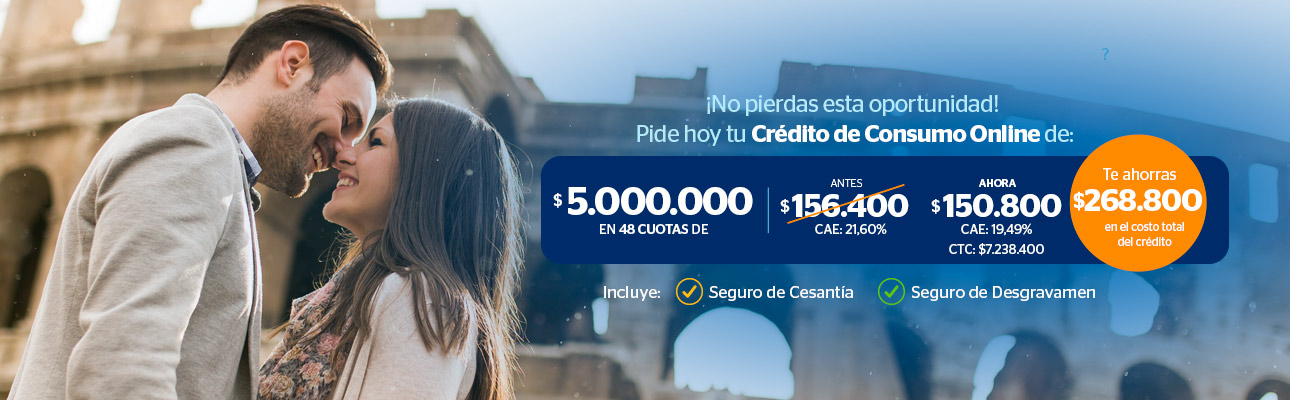 ?
¡No pierdas esta oportunidad!
Pide hoy tu Crédito de Consumo Online de:
$ 5.000.000
EN 48 CUOTAS DE
ANTES
$156.400
CAE: 21,60%
AHORA
$150.800
CAE: 19,49%
CTC: $7.238.400
Te ahorras
$268.800
en el costo total
del crédito
Incluye: Seguro de Cesantía Seguro de Desgravamen